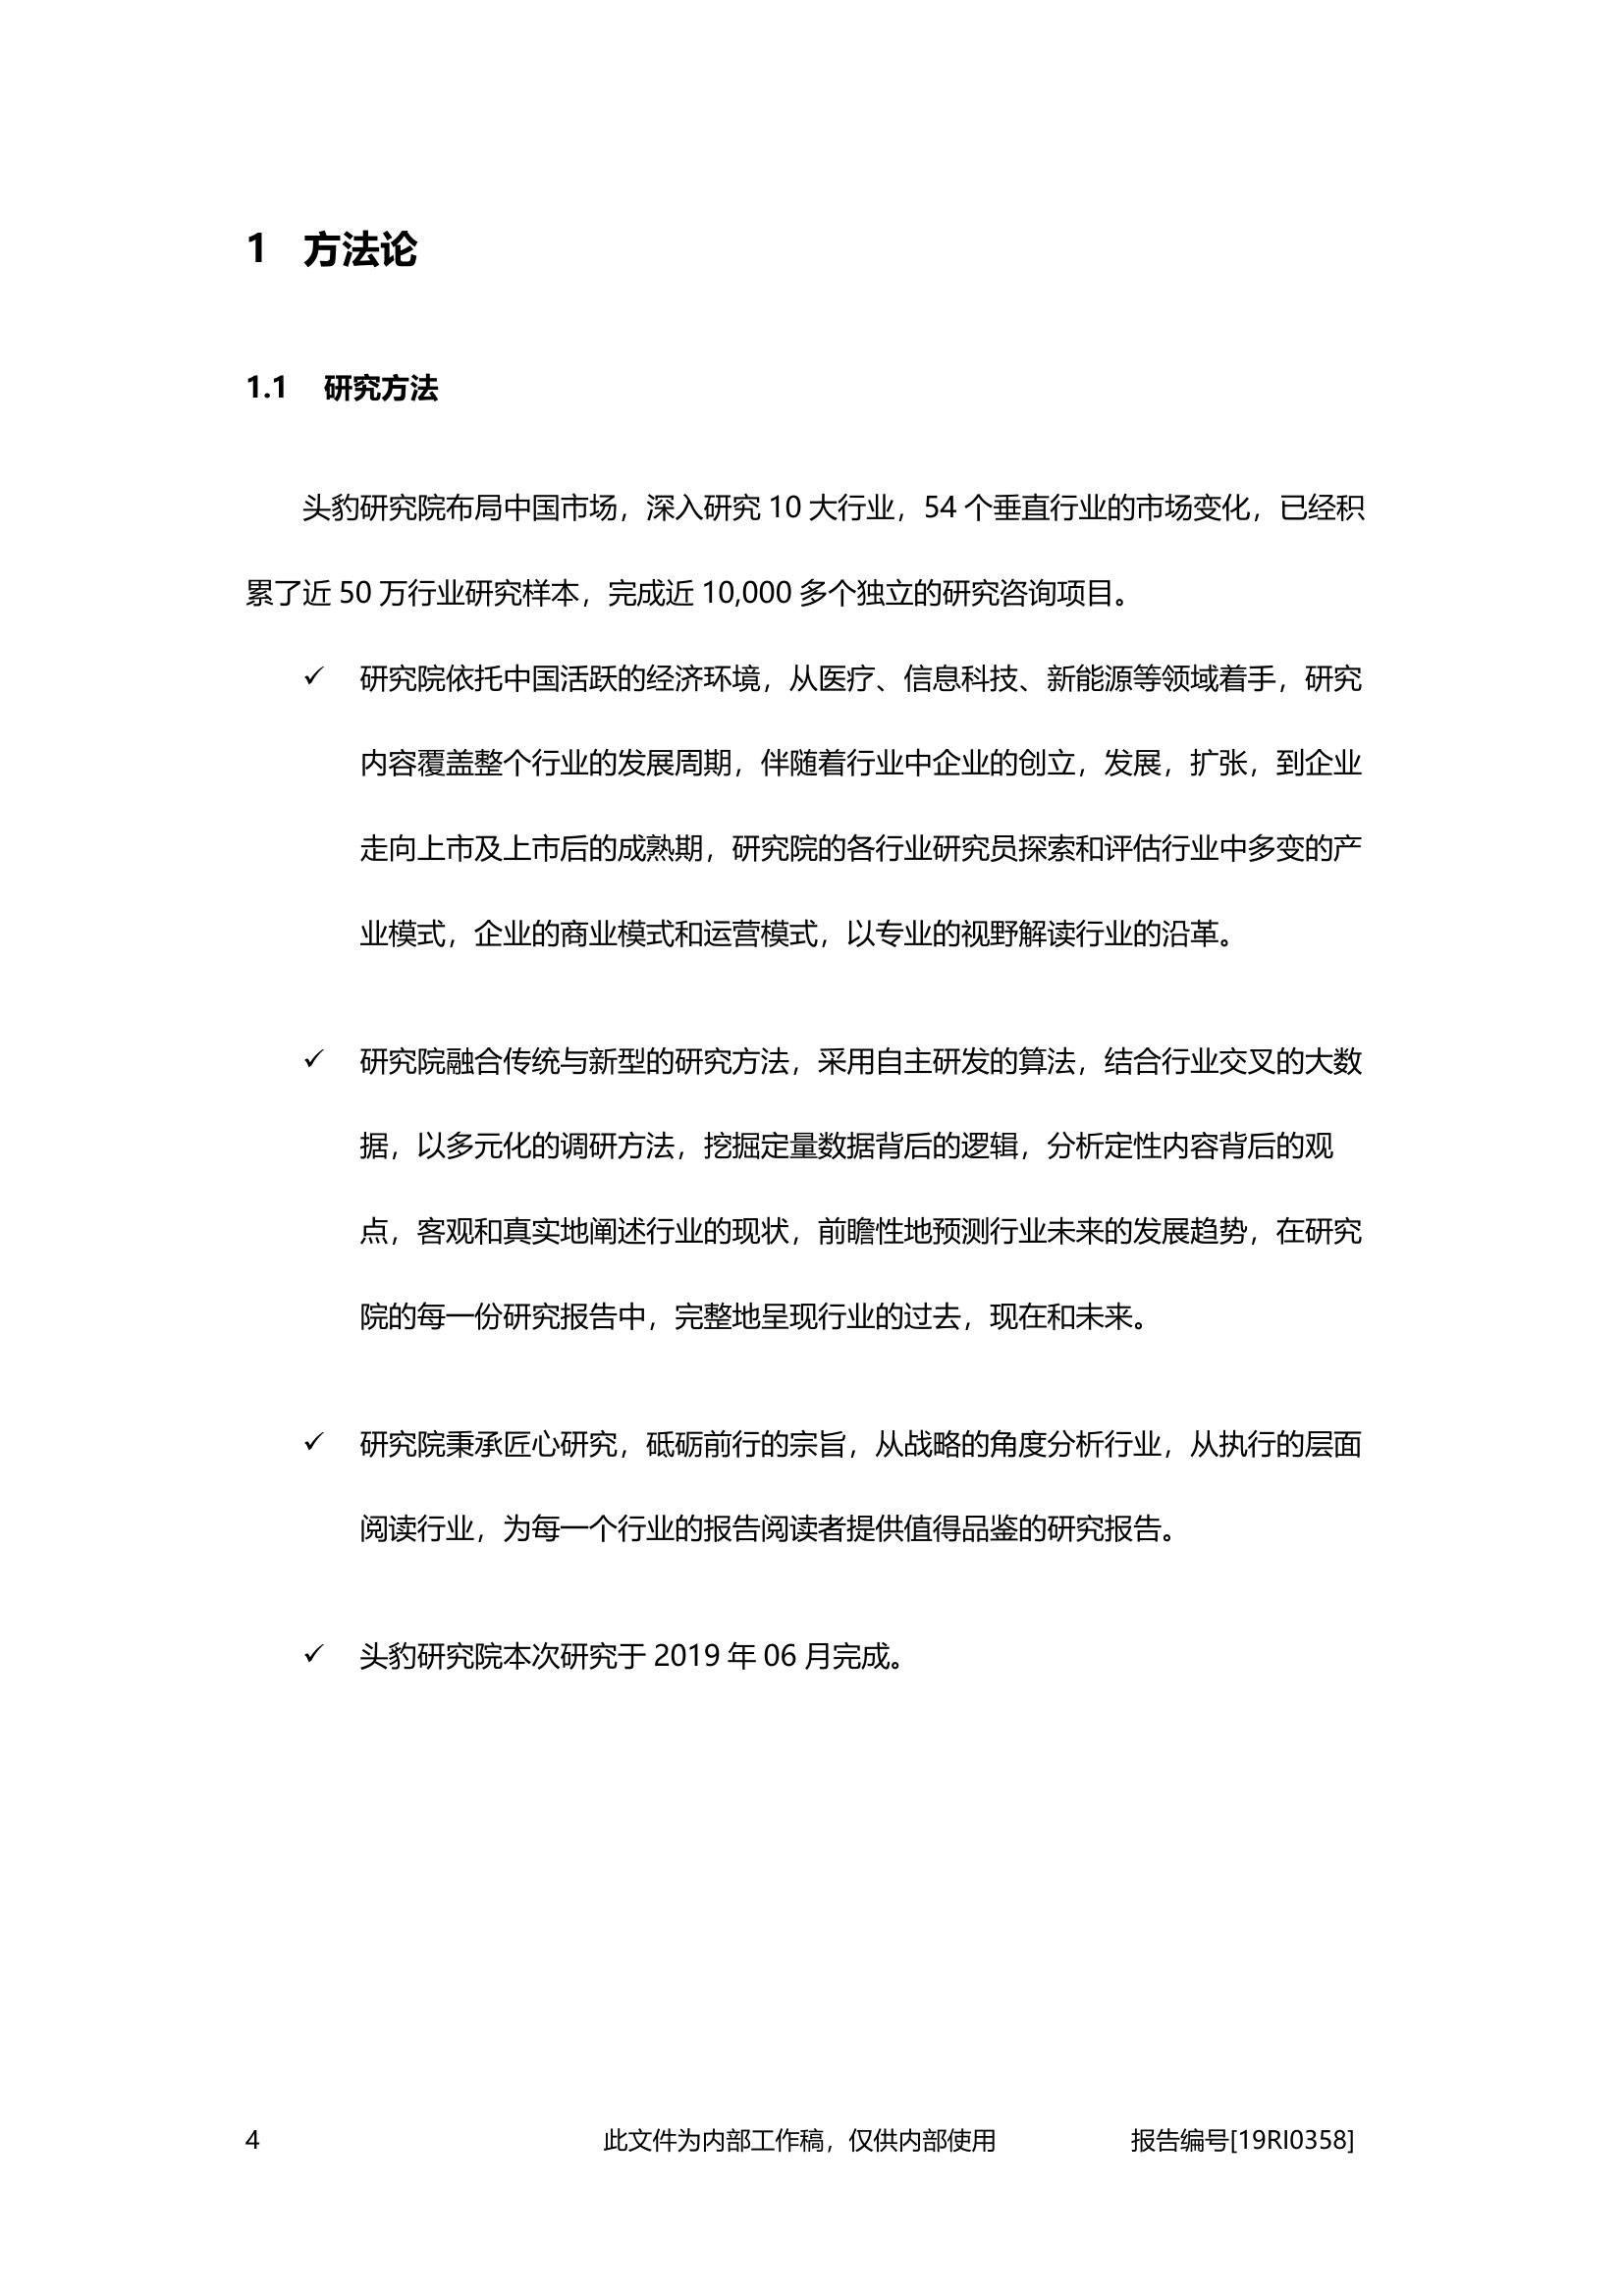 1 方法论
1.1 研究方法
头豹研究院布局中国市场，深入研究 10 大行业，54 个垂直行业的市场变化，已经积
累了近 50 万行业研究样本，完成近 10,000 多个独立的研究咨询项目。
✓ 研究院依托中国活跃的经济环境，从医疗、信息科技、新能源等领域着手，研究
内容覆盖整个行业的发展周期，伴随着行业中企业的创立，发展，扩张，到企业
走向上市及上市后的成熟期，研究院的各行业研究员探索和评估行业中多变的产
业模式，企业的商业模式和运营模式，以专业的视野解读行业的沿革。
✓ 研究院融合传统与新型的研究方法，采用自主研发的算法，结合行业交叉的大数
据，以多元化的调研方法，挖掘定量数据背后的逻辑，分析定性内容背后的观
点，客观和真实地阐述行业的现状，前瞻性地预测行业未来的发展趋势，在研究
院的每一份研究报告中，完整地呈现行业的过去，现在和未来。
✓ 研究院秉承匠心研究，砥砺前行的宗旨，从战略的角度分析行业，从执行的层面
阅读行业，为每一个行业的报告阅读者提供值得品鉴的研究报告。
✓ 头豹研究院本次研究于 2019 年 06 月完成。
4 此文件为内部工作稿，仅供内部使用 报告编号[19RI0358]